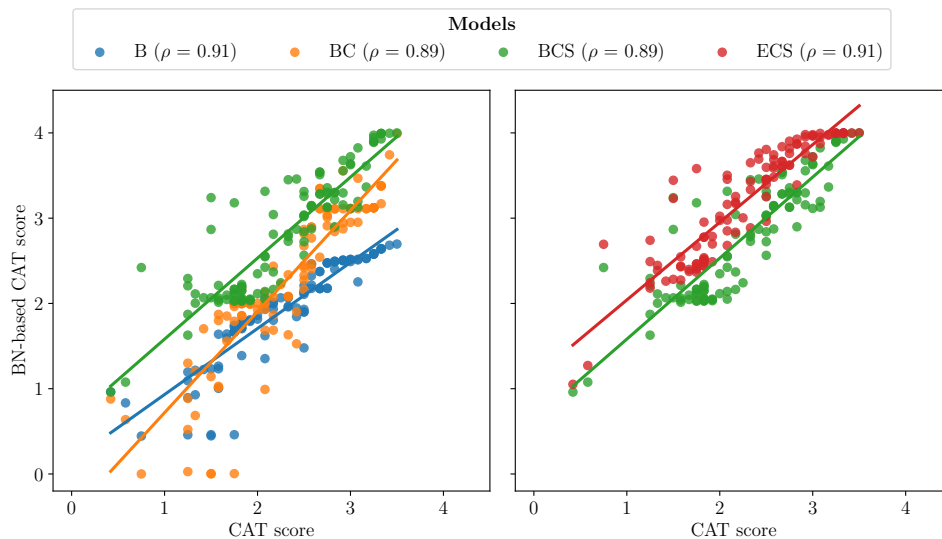 Models
B (ρ = 0.91)
BC (ρ = 0.89)
BCS (ρ = 0.89)
ECS (ρ = 0.91)
BN-based CAT score
4
3
2
1
0
0 1 2 3 4
CAT score
0 1 2 3 4
CAT score